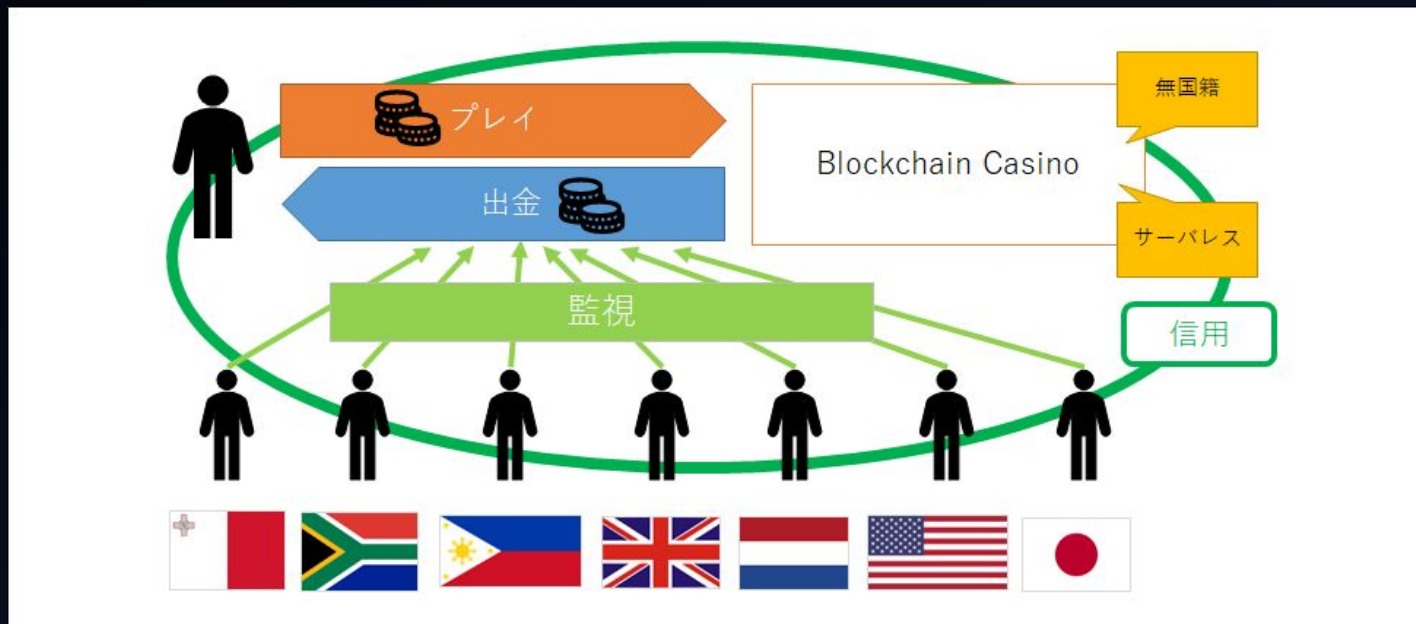 プレイ
無国籍
Blockchain Casino
出金
サーバレス
監視
信用